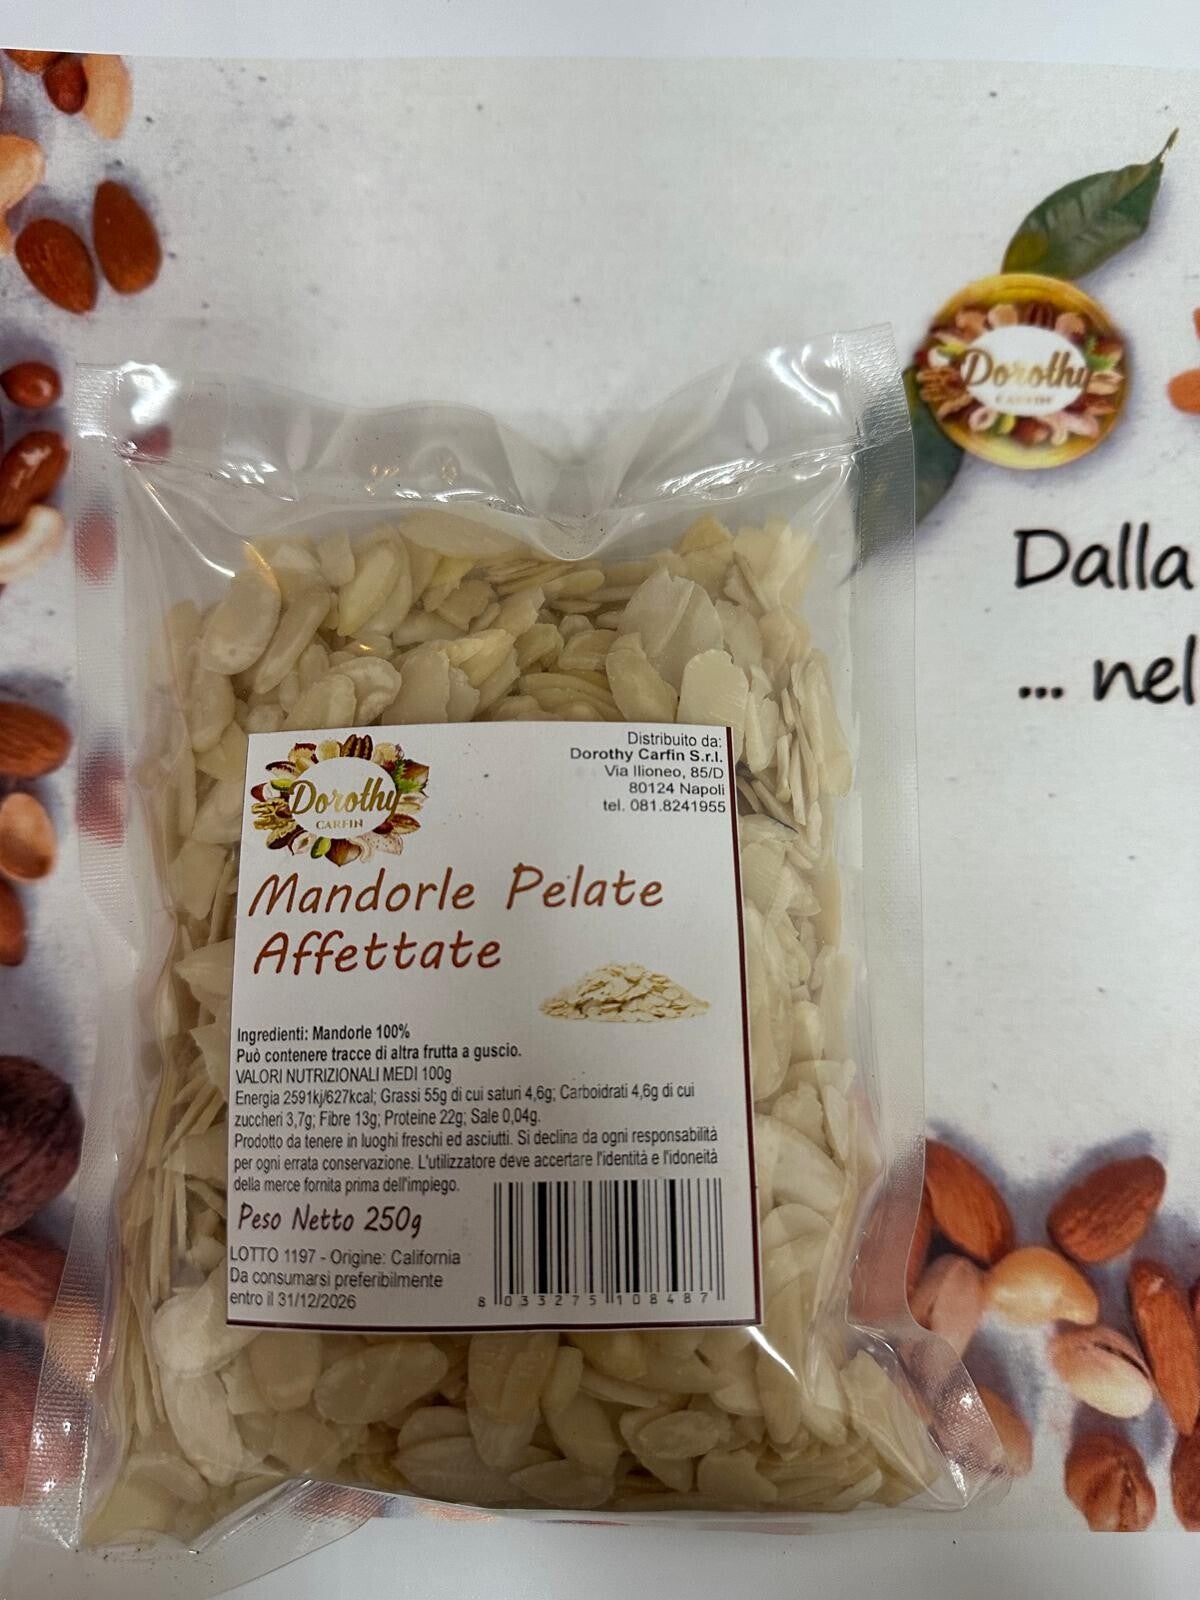 Dorothy
CARFIN
Dalla
... nel
Dorothy
CARFIN
Distribuito da:
Dorothy Carfin S.r.l.
Via Ilioneo, 85/D
80124 Napoli
tel. 081.8241955
Mandorle Pelate
Affettate
Ingredienti: Mandorle 100%
Può contenere tracce di altra frutta a guscio.
VALORI NUTRIZIONALI MEDI 100g
Energia 2591kj/627kcal; Grassi 55g di cui saturi 4,6g; Carboidrati 4,6g di cui
zuccheri 3,7g; Fibre 13g; Proteine 22g; Sale 0,04g.
Prodotto da tenere in luoghi freschi ed asciutti. Si declina da ogni responsabilità
per ogni errata conservazione. L'utilizzatore deve accertare l'identità e l'idoneità
della merce fornita prima dell'impiego.
Peso Netto 250g
LOTTO 1197 - Origine: California
Da consumarsi preferibilmente
entro il 31/12/2026
8 033275 108487